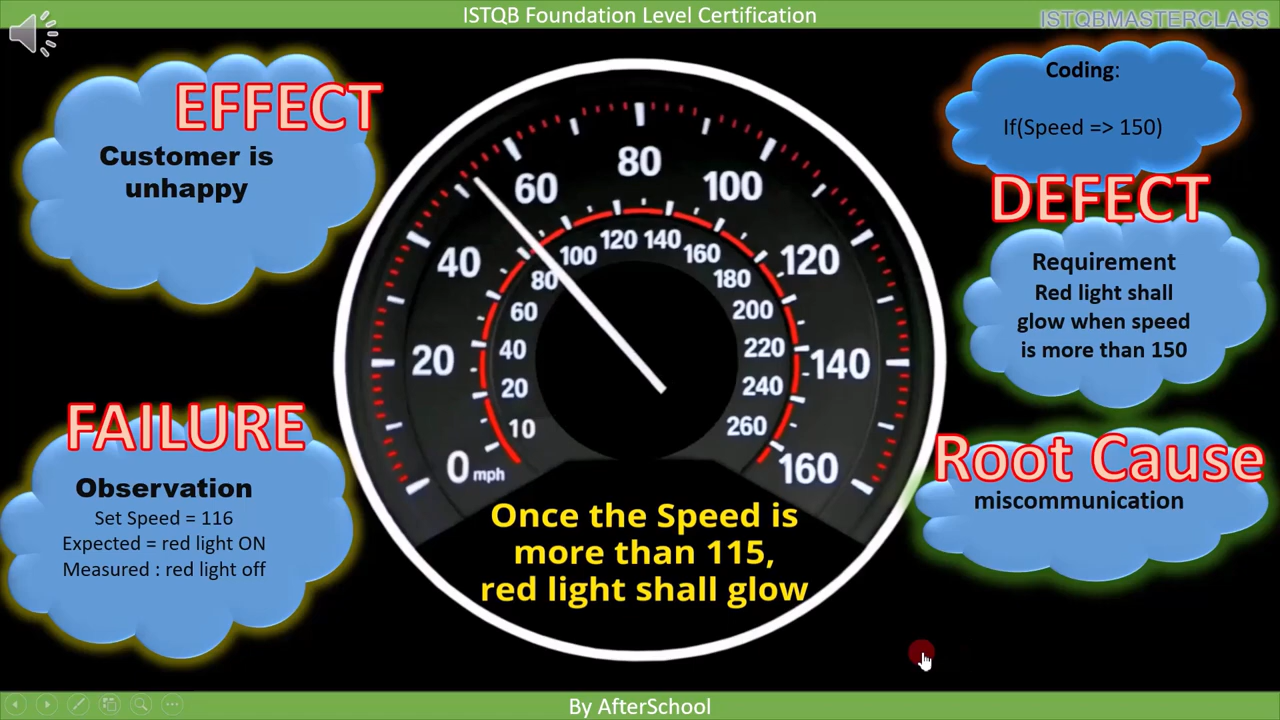 ISTQB Foundation Level Certification
ISTQBMASTERCLASS
EFFECT
Customer is
unhappy
FAILURE
Observation
Set Speed = 116
Expected = red light ON
Measured : red light off
0 mph
20
40
60
80
100
120
140
160
10
20
40
60
80
100
120
140
160
180
200
220
240
260
Once the Speed is
more than 115,
red light shall glow
Coding:
If(Speed => 150)
DEFECT
Requirement
Red light shall
glow when speed
is more than 150
Root Cause
miscommunication
By AfterSchool